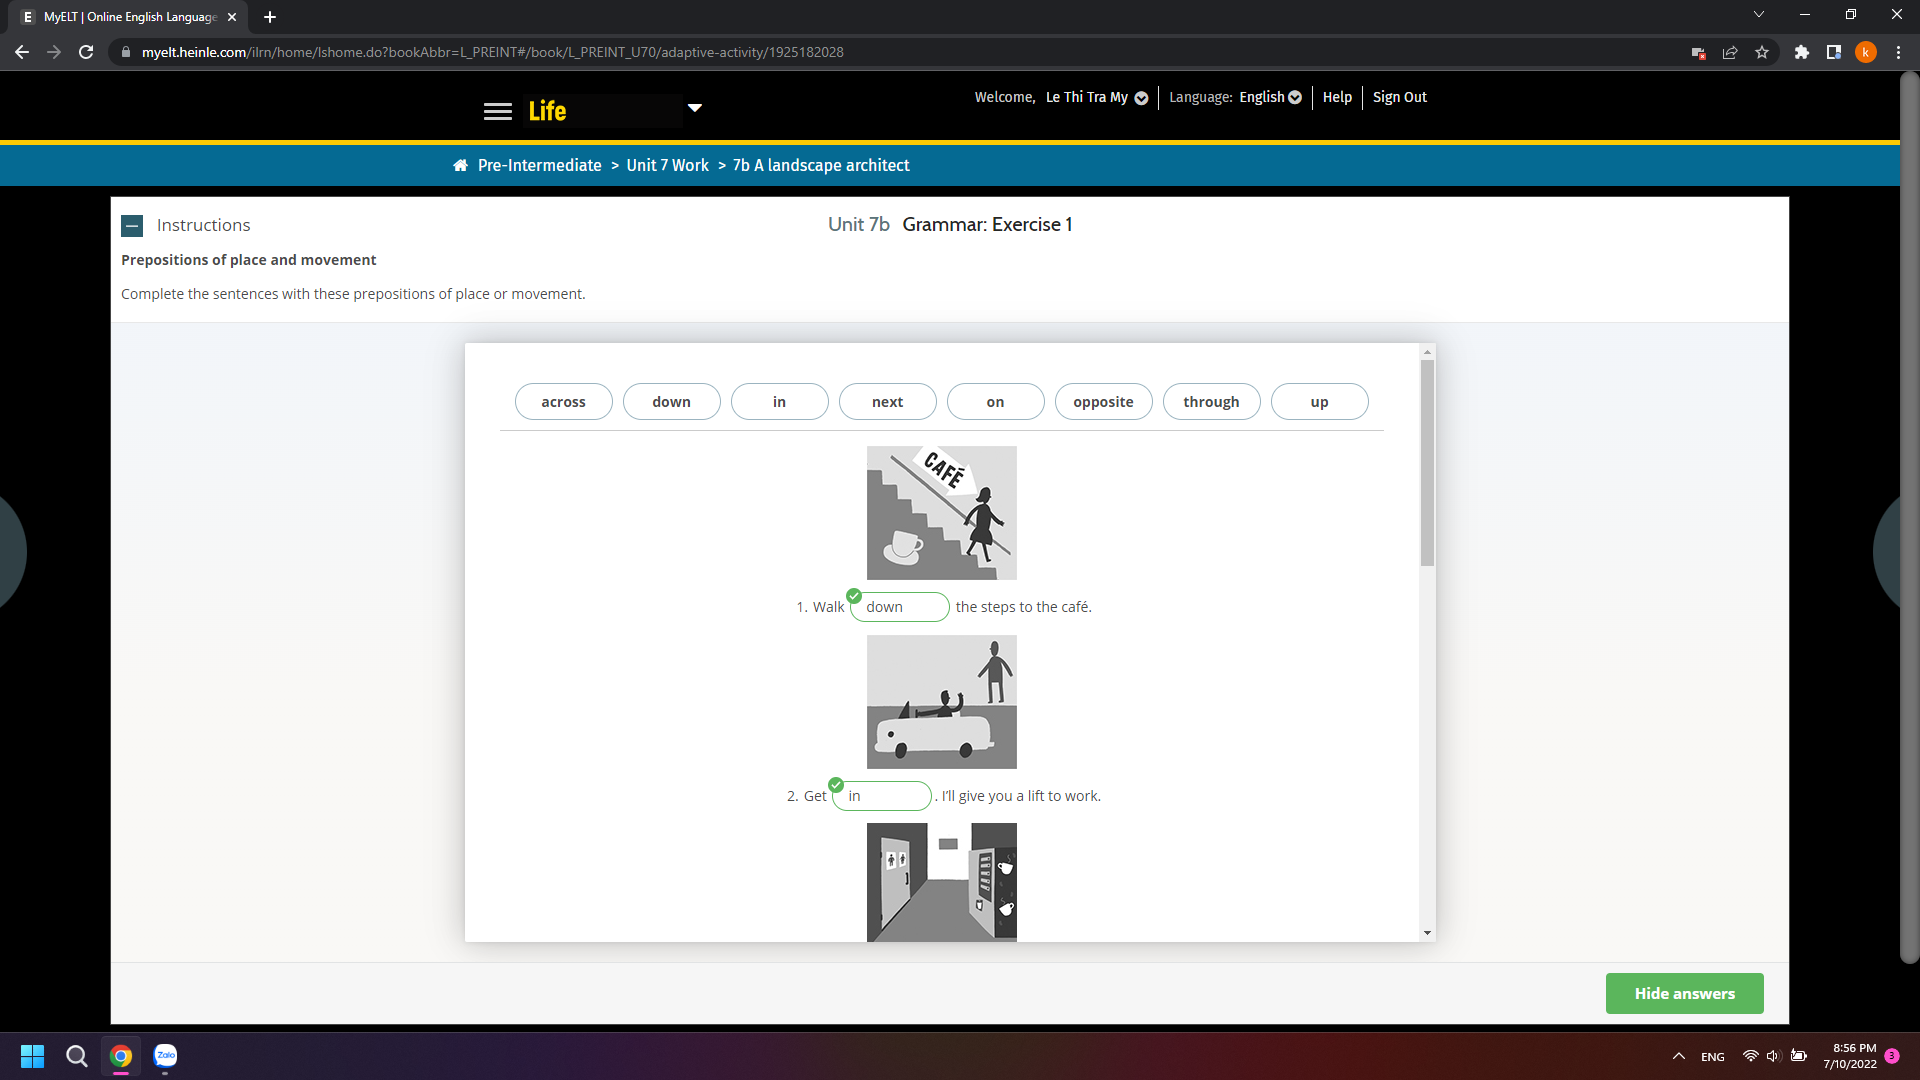 MyELT | Online English Language
myelt.heinle.com/ilrn/home/lshome.do?bookAbbr=L_PREINT#/book/L_PREINT_U70/adaptive-activity/1925182028
k
Life
Welcome, Le Thi Tra My
Language: English
Help
Sign Out
Pre-Intermediate > Unit 7 Work > 7b A landscape architect
Instructions
Unit 7b Grammar: Exercise 1
Prepositions of place and movement
Complete the sentences with these prepositions of place or movement.
across down in next on opposite through up
CAFÉ
1. Walk down the steps to the café.
2. Get in . I'll give you a lift to work.
Hide answers
Zalo
ENG
8:56 PM
7/10/2022
3